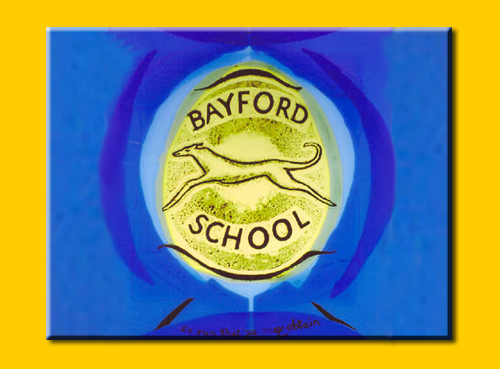 BAYFORD
SCHOOL
so run that ye may obtain